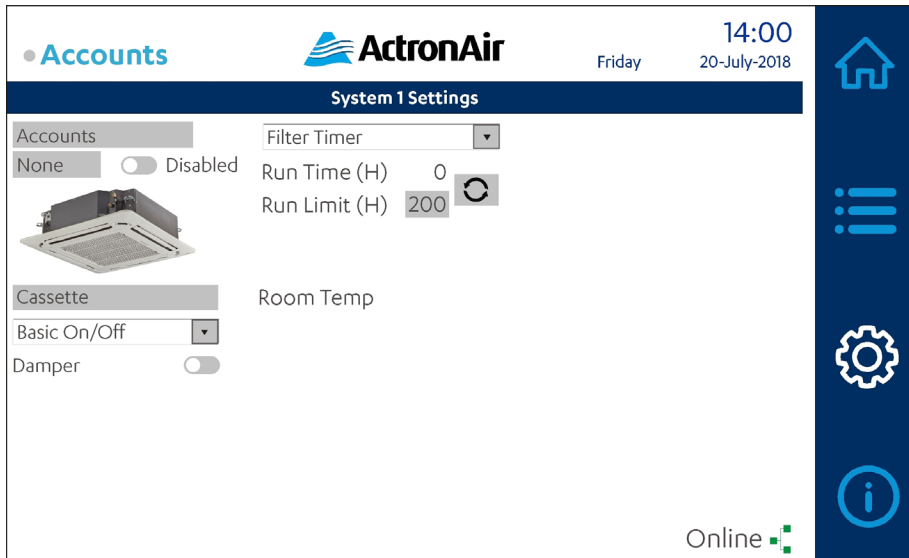 Accounts
ActronAir
14:00
Friday
20-July-2018
System 1 Settings
Accounts
None
Disabled
Filter Timer
Run Time (H) 0
Run Limit (H) 200
Cassette
Room Temp
Basic On/Off
Damper
Online